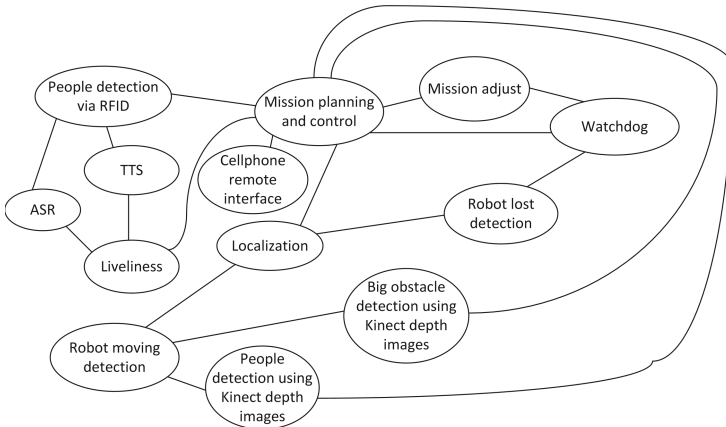 People detection
via RFID
Mission planning
and control
Mission adjust
Watchdog
TTS
Cellphone
remote
interface
ASR
Robot lost
detection
Localization
Liveliness
Big obstacle
detection using
Kinect depth
images
Robot moving
detection
People
detection using
Kinect depth
images